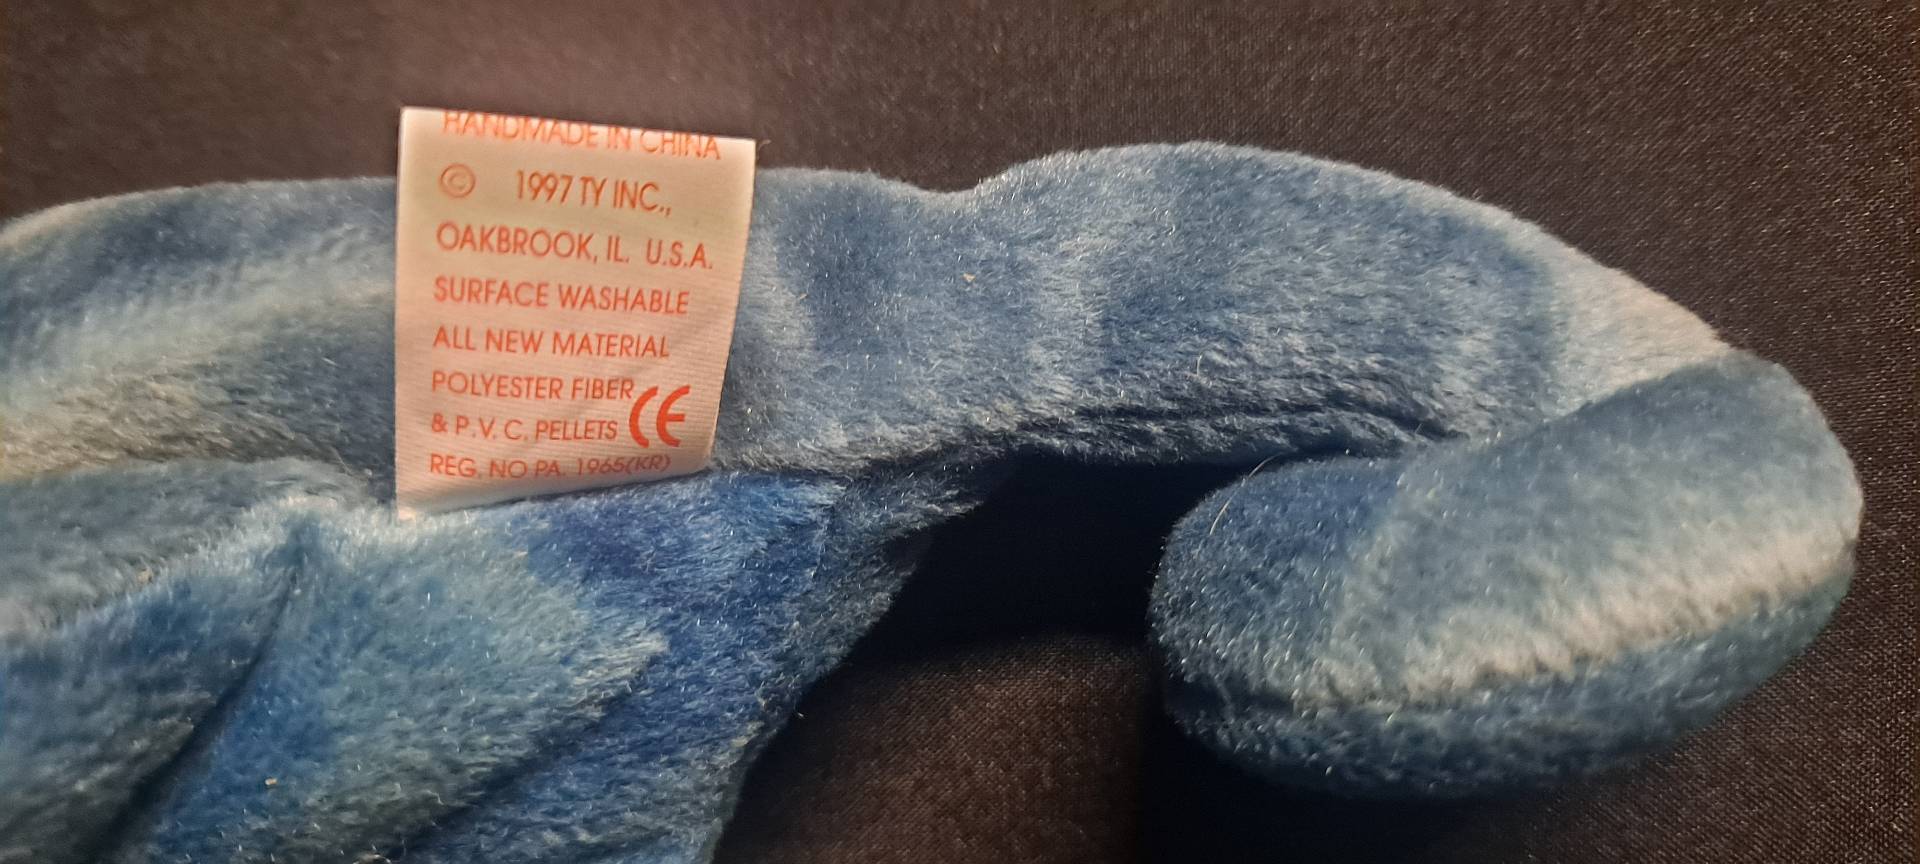 HANDMADE IN CHINA
© 1997 TY INC.,
OAKBROOK, IL. U.S.A.
SURFACE WASHABLE
ALL NEW MATERIAL
POLYESTER FIBER
& P.V.C. PELLETS CE
REG. NO PA. 1965(KR)